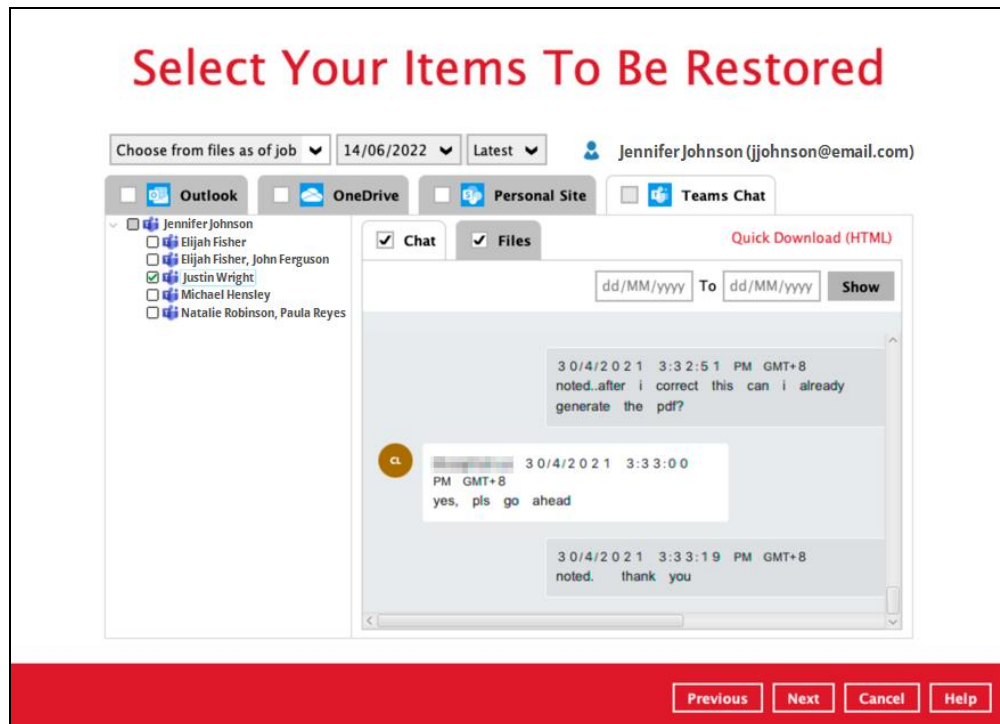 Select Your Items To Be Restored
Choose from files as of job 14/06/2022 Latest Jennifer Johnson (jjohnson@email.com)
Outlook OneDrive Personal Site Teams Chat
Jennifer Johnson
Elijah Fisher
Elijah Fisher, John Ferguson
Justin Wright
Michael Hensley
Natalie Robinson, Paula Reyes
Chat Files Quick Download (HTML)
dd/MM/yyyy To dd/MM/yyyy Show
30/4/2021 3:32:51 PM GMT+8
noted..after i correct this can i already
generate the pdf?
CL
30/4/2021 3:33:00
PM GMT+8
yes, pls go ahead
30/4/2021 3:33:19 PM GMT+8
noted. thank you
Previous Next Cancel Help